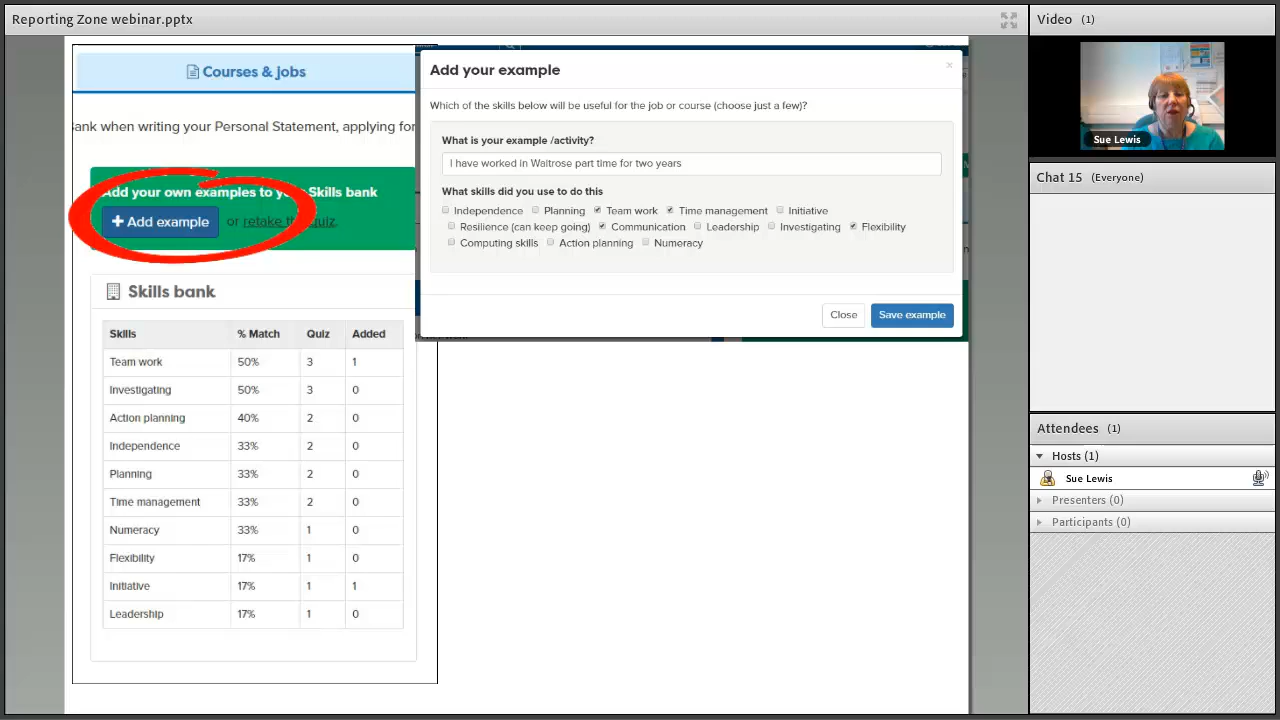 Reporting Zone webinar.pptx
Courses & jobs
Bank when writing your Personal Statement, applying for
Add your own examples to your Skills bank
+ Add example or retake the quiz.
Skills bank
Skills % Match Quiz Added
Team work 50% 3 1
Investigating 50% 3 0
Action planning 40% 2 0
Independence 33% 2 0
Planning 33% 2 0
Time management 33% 2 0
Numeracy 33% 1 0
Flexibility 17% 1 0
Initiative 17% 1 1
Leadership 17% 1 0
Add your example ×
Which of the skills below will be useful for the job or course (choose just a few)?
What is your example /activity?
I have worked in Waitrose part time for two years
What skills did you use to do this
Independence Planning Team work Time management Initiative
Resilience (can keep going) Communication Leadership Investigating Flexibility
Computing skills Action planning Numeracy
Close Save example
Video (1)
Sue Lewis
Chat 15 (Everyone)
Attendees (1)
Hosts (1)
Sue Lewis
Presenters (0)
Participants (0)